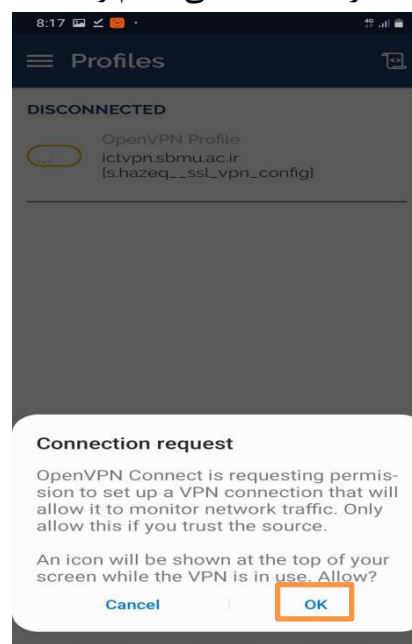 8:17
4G
Profiles
DISCONNECTED
OpenVPN Profile
ictvpn.sbmu.ac.ir
[s.hazeq__ssl_vpn_config]
Connection request
OpenVPN Connect is requesting permis-
sion to set up a VPN connection that will
allow it to monitor network traffic. Only
allow this if you trust the source.
An icon will be shown at the top of your
screen while the VPN is in use. Allow?
Cancel OK